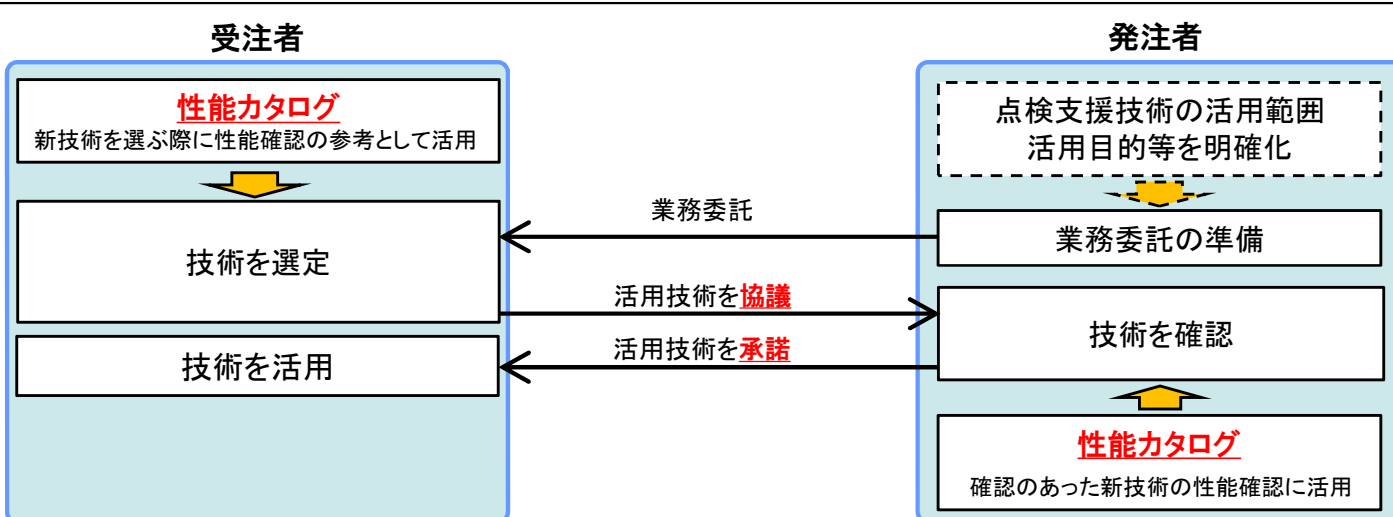 受注者
性能カタログ
新技術を選ぶ際に性能確認の参考として活用
技術を選定
技術を活用
業務委託
活用技術を協議
活用技術を承諾
発注者
点検支援技術の活用範囲
活用目的等を明確化
業務委託の準備
技術を確認
性能カタログ
確認のあった新技術の性能確認に活用